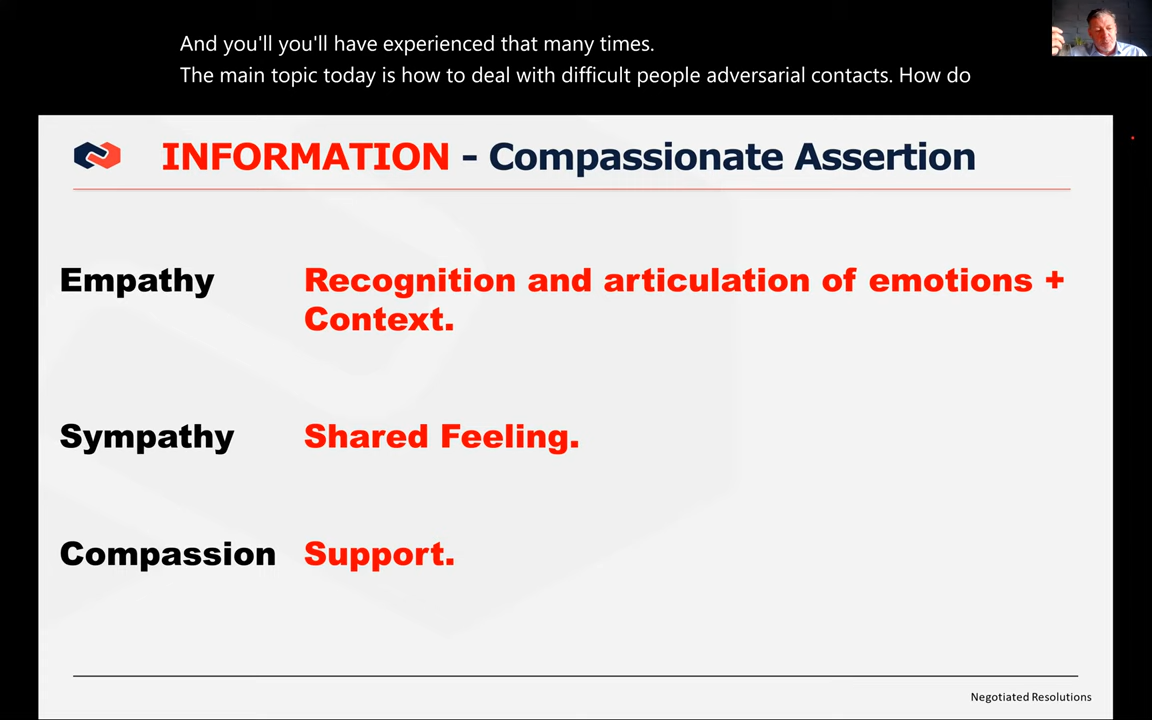 And you'll you'll have experienced that many times.
The main topic today is how to deal with difficult people adversarial contacts. How do
INFORMATION - Compassionate Assertion
Empathy Recognition and articulation of emotions +
Context.
Sympathy Shared Feeling.
Compassion Support.
Negotiated Resolutions